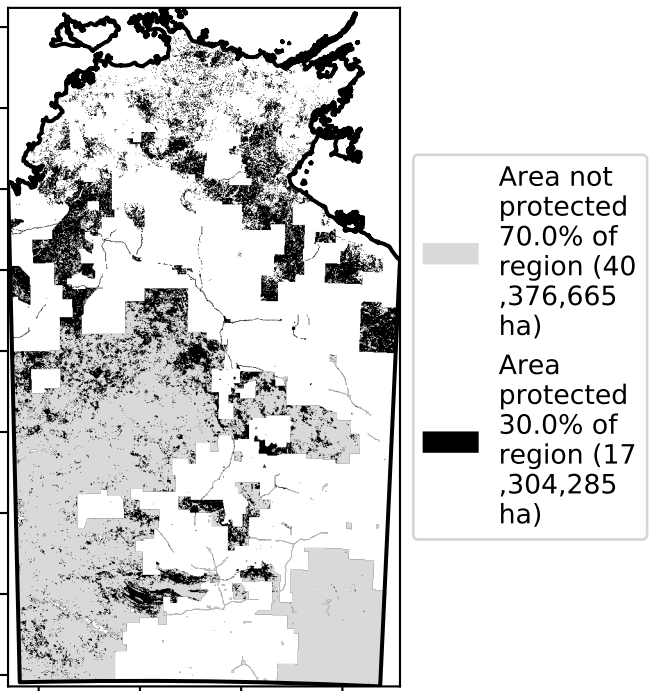 Area not
protected
70.0% of
region (40
,376,665
ha)
Area
protected
30.0% of
region (17
,304,285
ha)